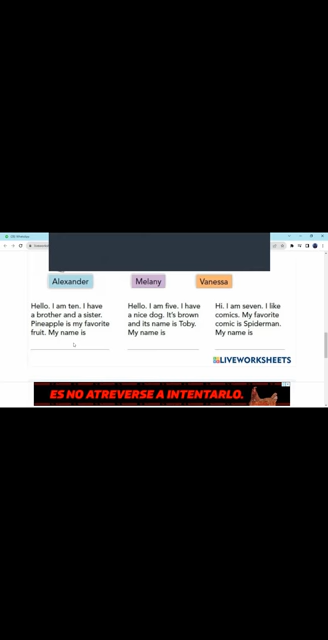 Alexander
Melany
Vanessa
Hello. I am ten. I have
a brother and a sister.
Pineapple is my favorite
fruit. My name is
Hello. I am five. I have
a nice dog. It's brown
and its name is Toby.
My name is
Hi. I am seven. I like
comics. My favorite
comic is Spiderman.
My name is
LIVEWORKSHEETS
ES NO ATREVERSE A INTENTARLO.